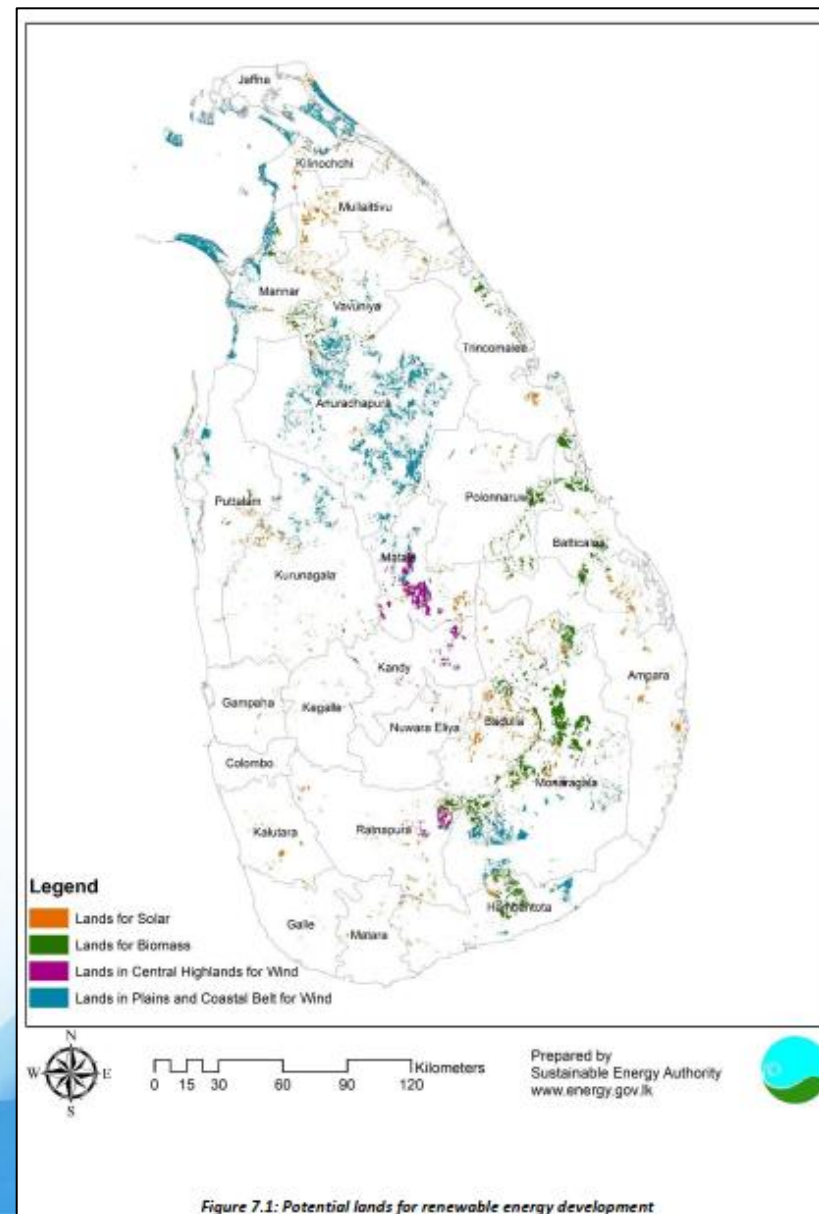 Jaffna
Kilinochchi
Mullaittivu
Mannar
Vavuniya
Trincomalee
Anuradhapura
Puttalam
Polonnaruw
Batticaloa
Matale
Kurunagala
Ampara
Kandy
Gampaha
Kegalle
Nuwara Eliya
Badulla
Colombo
Monaragala
Kalutara
Ratnapura
Hambantota
Galle
Matara
Legend
Lands for Solar
Lands for Biomass
Lands in Central Highlands for Wind
Lands in Plains and Coastal Belt for Wind
N
W
E
S
Kilometers
0 15 30 60 90 120
Prepared by
Sustainable Energy Authority
www.energy.gov.lk
Figure 7.1: Potential lands for renewable energy development